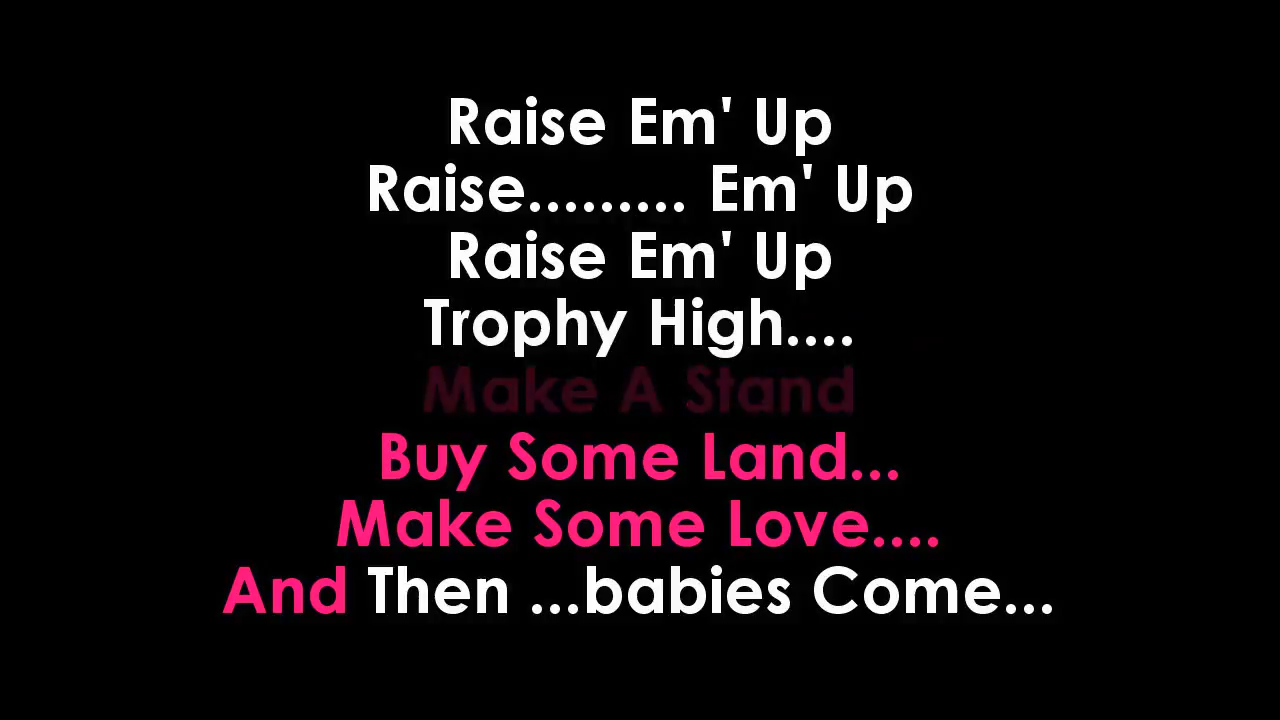 Raise Em' Up
Raise......... Em' Up
Raise Em' Up
Trophy High....
Make A Stand
Buy Some Land...
Make Some Love....
And Then ...babies Come...